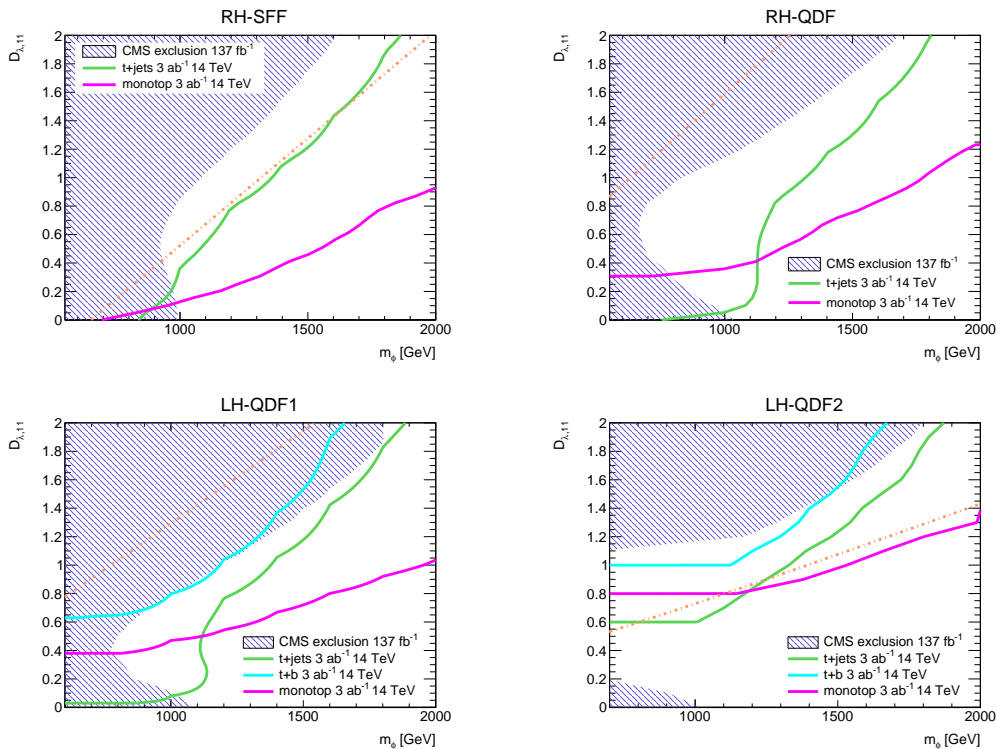 RH-SFF
D_{λ,11}
2
1.8
1.6
1.4
1.2
1
0.8
0.6
0.4
0.2
0
CMS exclusion 137 fb⁻¹
t+jets 3 ab⁻¹ 14 TeV
monotop 3 ab⁻¹ 14 TeV
1000 1200 1400 1600 1800 2000
m_ϕ [GeV]
RH-QDF
D_{λ,11}
2
1.8
1.6
1.4
1.2
1
0.8
0.6
0.4
0.2
0
CMS exclusion 137 fb⁻¹
t+jets 3 ab⁻¹ 14 TeV
monotop 3 ab⁻¹ 14 TeV
1000 1500 2000
m_ϕ [GeV]
LH-QDF1
D_{λ,11}
2
1.8
1.6
1.4
1.2
1
0.8
0.6
0.4
0.2
0
CMS exclusion 137 fb⁻¹
t+jets 3 ab⁻¹ 14 TeV
t+b 3 ab⁻¹ 14 TeV
monotop 3 ab⁻¹ 14 TeV
1000 1500 2000
m_ϕ [GeV]
LH-QDF2
D_{λ,11}
2
1.8
1.6
1.4
1.2
1
0.8
0.6
0.4
0.2
0
CMS exclusion 137 fb⁻¹
t+jets 3 ab⁻¹ 14 TeV
t+b 3 ab⁻¹ 14 TeV
monotop 3 ab⁻¹ 14 TeV
1000 1500 2000
m_ϕ [GeV]